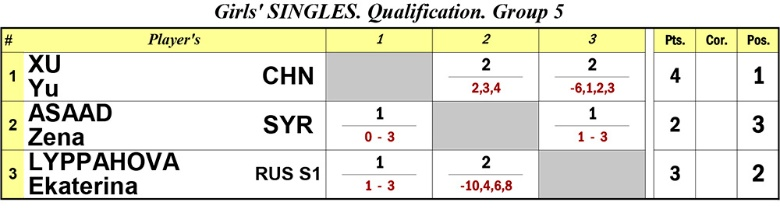 Girls' SINGLES. Qualification. Group 5
# Player's 1 2 3 Pts. Cor. Pos.
1 XU Yu CHN 2 2,3,4 2 -6,1,2,3 4 1
2 ASAAD Zena SYR 1 0 - 3 1 1 - 3 2 3
3 LYPPAHOVA Ekaterina RUS S1 1 1 - 3 2 -10,4,6,8 3 2